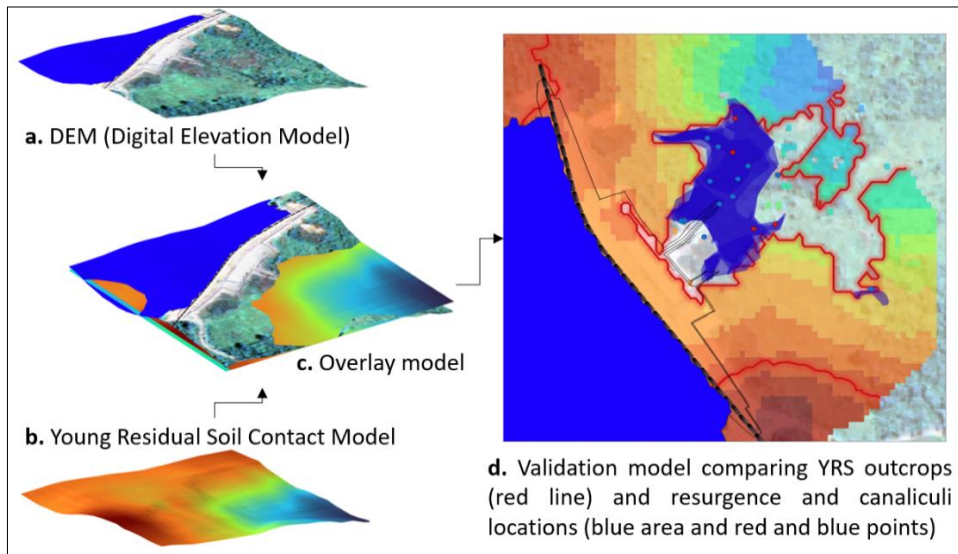 a. DEM (Digital Elevation Model)
c. Overlay model
b. Young Residual Soil Contact Model
d. Validation model comparing YRS outcrops
(red line) and resurgence and canaliculi
locations (blue area and red and blue points)